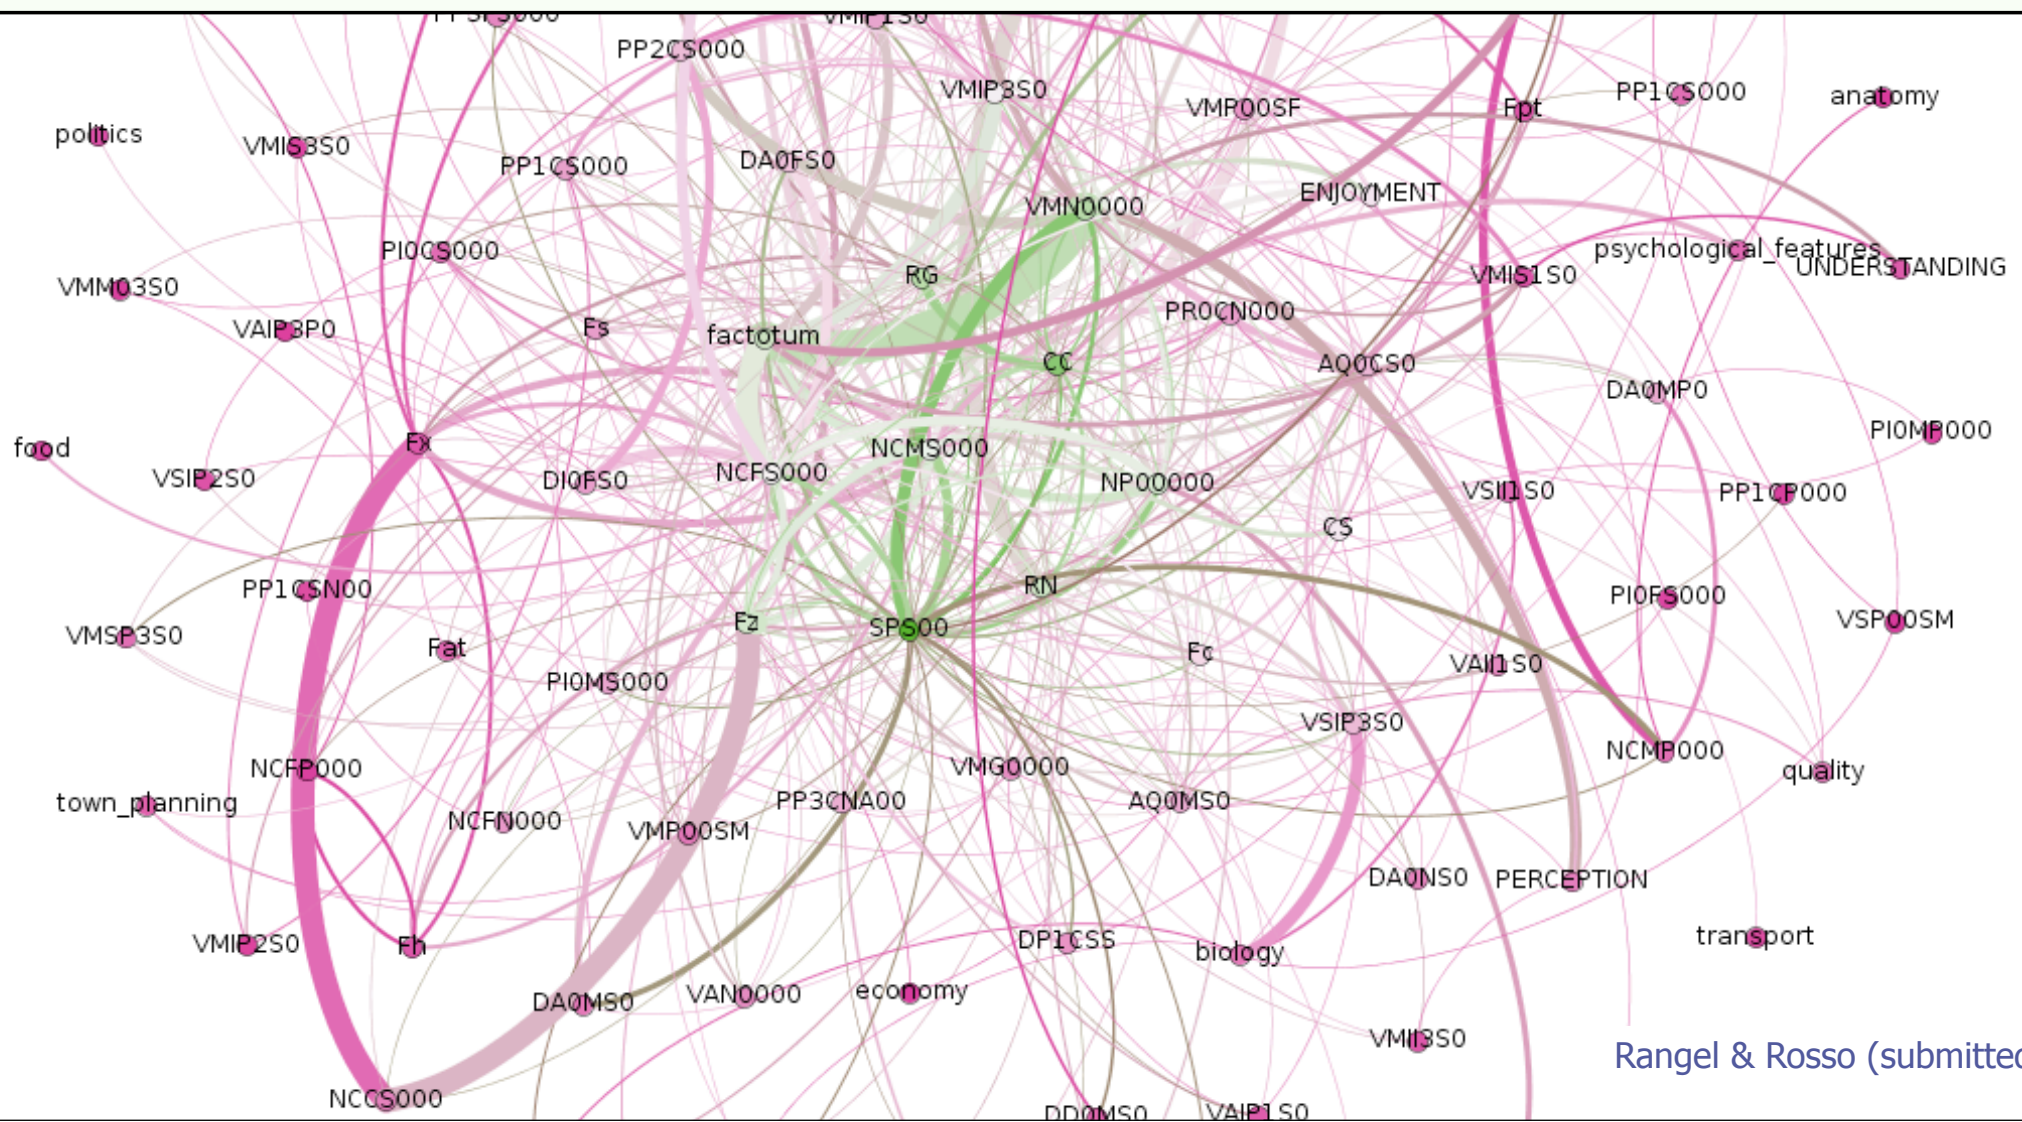 VMIP1S0
PP2CS000
VMIP3S0
VMP00SF
Fpt
PP1CS000
anatomy
politics
VMIS3S0
PP1CS000
DA0FS0
ENJOYMENT
VMN0000
PI0CS000
RG
psychological_features
UNDERSTANDING
VMIS1S0
VMM03S0
VAIP3P0
Fs
factotum
PR0CN000
CC
AQ0CS0
DA0MP0
PI0MP000
Fx
food
VSIP2S0
DI0FS0
NCFS000
NCMS000
NP00000
VSII1S0
PP1CP000
CS
PP1CSN00
RN
PI0FS000
VSP00SM
VMSP3S0
Fat
Fz
SPS00
Fc
VAII1S0
PI0MS000
VSIP3S0
NCMP000
NCFP000
VMG0000
quality
town_planning
NCFN000
VMP00SM
PP3CNA00
AQ0MS0
DA0NS0
PERCEPTION
VMIP2S0
Fh
DP1CSS
biology
transport
DA0MS0
VAN0000
economy
VMII3S0
Rangel & Rosso (submitted
NCCS000
DD0MS0
VAIP1S0